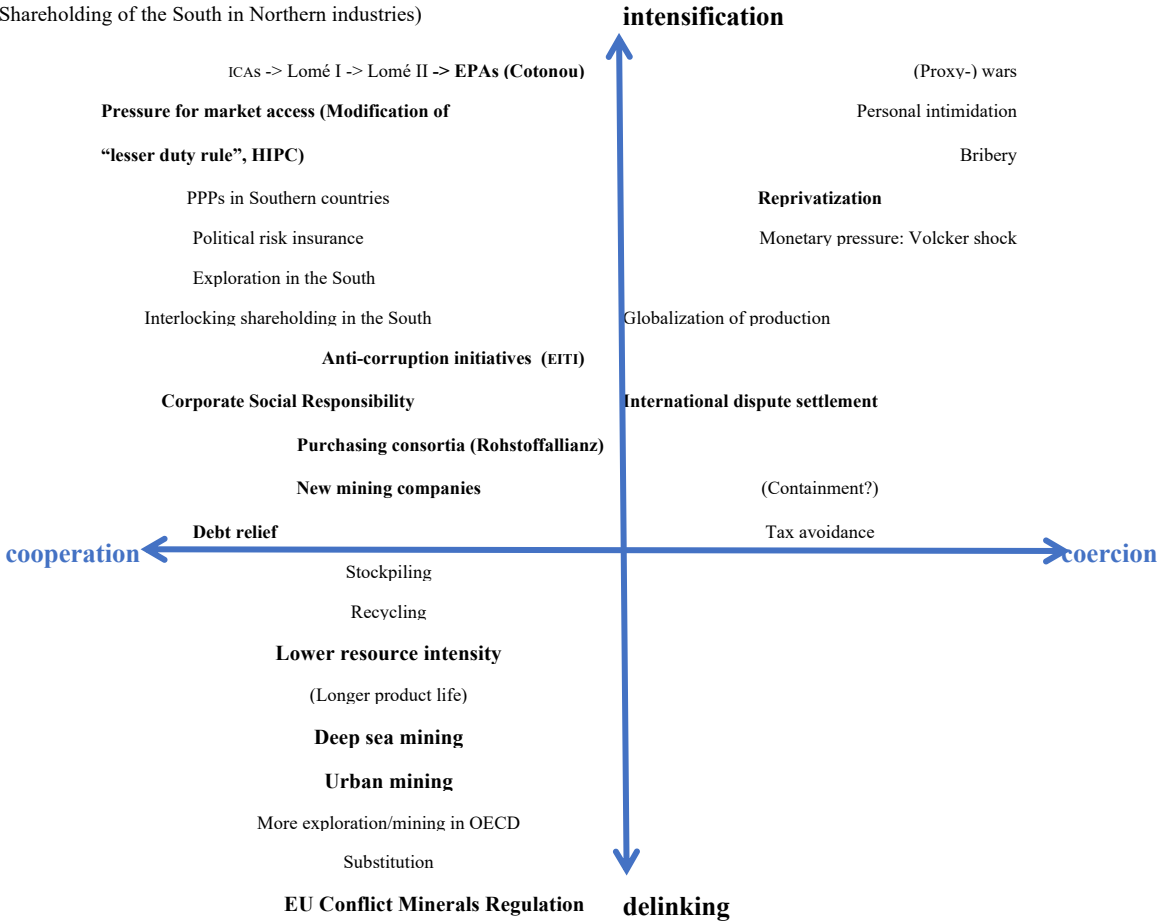 Shareholding of the South in Northern industries)
intensification
ICAs -> Lomé I -> Lomé II -> EPAs (Cotonou)
(Proxy-) wars
Pressure for market access (Modification of
Personal intimidation
“lesser duty rule”, HIPC)
Bribery
PPPs in Southern countries
Reprivatization
Political risk insurance
Monetary pressure: Volcker shock
Exploration in the South
Interlocking shareholding in the South
Globalization of production
Anti-corruption initiatives (EITI)
Corporate Social Responsibility
International dispute settlement
Purchasing consortia (Rohstoffallianz)
New mining companies
(Containment?)
Debt relief
Tax avoidance
cooperation
coercion
Stockpiling
Recycling
Lower resource intensity
(Longer product life)
Deep sea mining
Urban mining
More exploration/mining in OECD
Substitution
EU Conflict Minerals Regulation
delinking